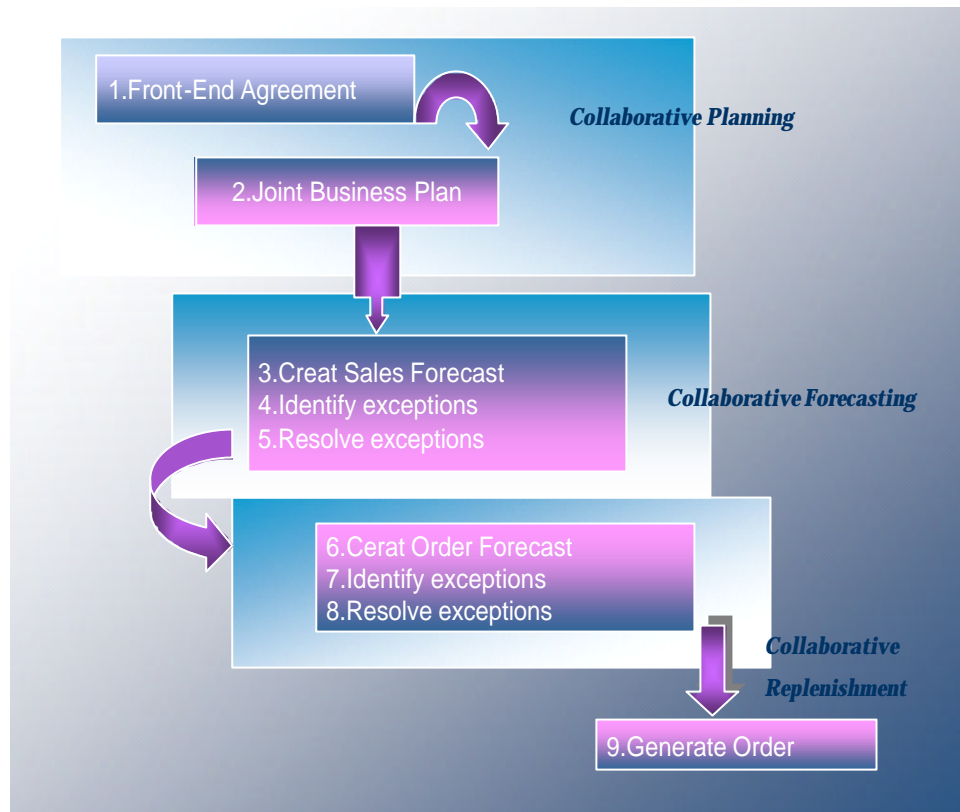 1.Front-End Agreement
Collaborative Planning
2.Joint Business Plan
3.Creat Sales Forecast
4.Identify exceptions
5.Resolve exceptions
Collaborative Forecasting
6.Cerat Order Forecast
7.Identify exceptions
8.Resolve exceptions
Collaborative
Replenishment
9.Generate Order